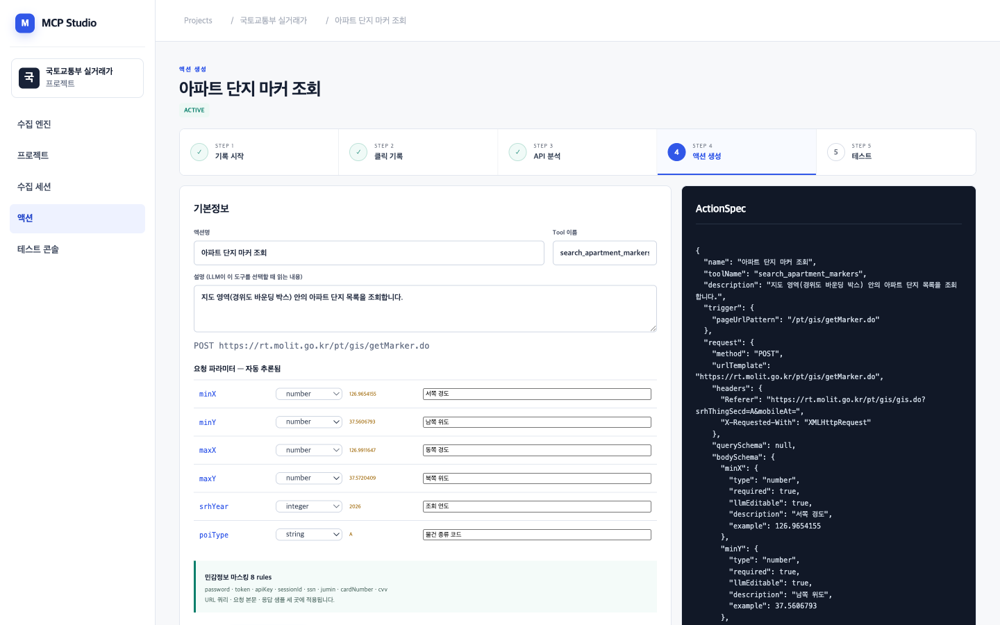 M MCP Studio
국 국토교통부 실거래가
프로젝트
수집 엔진
프로젝트
수집 세션
액션
테스트 콘솔
Projects / 국토교통부 실거래가 / 아파트 단지 마커 조회
액션 생성
아파트 단지 마커 조회
ACTIVE
✓ STEP 1
기록 시작
✓ STEP 2
클릭 기록
✓ STEP 3
API 분석
4 STEP 4
액션 생성
5 STEP 5
테스트
기본정보
액션명
아파트 단지 마커 조회
Tool 이름
search_apartment_markers
설명 (LLM이 이 도구를 선택할 때 읽는 내용)
지도 영역(경위도 바운딩 박스) 안의 아파트 단지 목록을 조회합니다.
POST https://rt.molit.go.kr/pt/gis/getMarker.do
요청 파라미터 — 자동 추론됨
minX number 126.9654155 서쪽 경도
minY number 37.5606793 남쪽 위도
maxX number 126.9911647 동쪽 경도
maxY number 37.5720409 북쪽 위도
srhYear integer 2026 조회 연도
poiType string A 물건 종류 코드
민감정보 마스킹 8 rules
password · token · apiKey · sessionId · ssn · jumin · cardNumber · cvv
URL 쿼리 · 요청 본문 · 응답 샘플 세 곳에 적용됩니다.
ActionSpec
{
"name": "아파트 단지 마커 조회",
"toolName": "search_apartment_markers",
"description": "지도 영역(경위도 바운딩 박스) 안의 아파트 단지 목록을 조회
합니다.",
"trigger": {
"pageUrlPattern": "/pt/gis/getMarker.do"
},
"request": {
"method": "POST",
"urlTemplate":
"https://rt.molit.go.kr/pt/gis/getMarker.do",
"headers": {
"Referer": "https://rt.molit.go.kr/pt/gis/gis.do?
srhThingSecd=A&mobileAt=",
"X-Requested-With": "XMLHttpRequest"
},
"querySchema": null,
"bodySchema": {
"minX": {
"type": "number",
"required": true,
"llmEditable": true,
"description": "서쪽 경도",
"example": 126.9654155
},
"minY": {
"type": "number",
"required": true,
"llmEditable": true,
"description": "남쪽 위도",
"example": 37.5606793
},